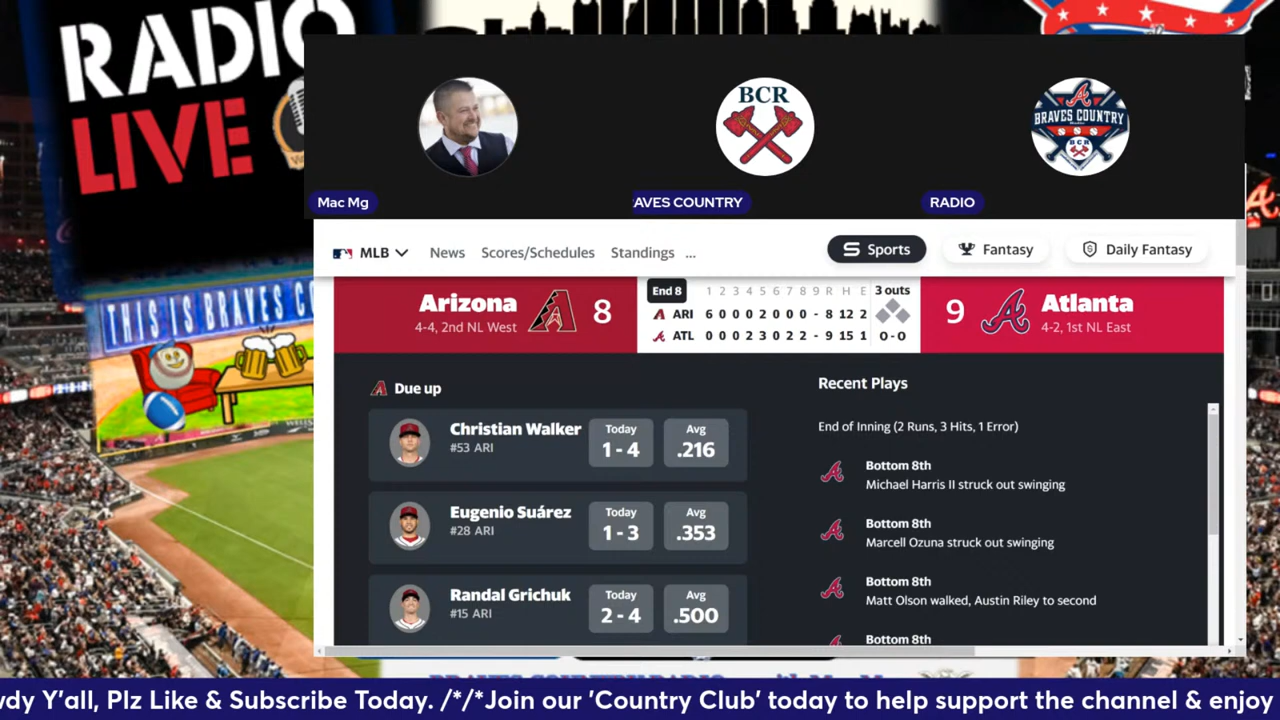 RADIO
LIVE
THIS IS BRAVES CO
BCR
BRAVES COUNTRY
BCR
Mac Mg
AVES COUNTRY
RADIO
MLB News Scores/Schedules Standings ...
Sports Fantasy Daily Fantasy
Arizona
4-4, 2nd NL West
8
End 8 1 2 3 4 5 6 7 8 9 R H E
ARI 6 0 0 0 2 0 0 0 - 8 12 2
ATL 0 0 0 2 3 0 2 2 - 9 15 1
3 outs
0 - 0
9
Atlanta
4-2, 1st NL East
Due up
Christian Walker
#53 ARI
Today
1 - 4
Avg
.216
Eugenio Suárez
#28 ARI
Today
1 - 3
Avg
.353
Randal Grichuk
#15 ARI
Today
2 - 4
Avg
.500
Recent Plays
End of Inning (2 Runs, 3 Hits, 1 Error)
Bottom 8th
Michael Harris II struck out swinging
Bottom 8th
Marcell Ozuna struck out swinging
Bottom 8th
Matt Olson walked, Austin Riley to second
Bottom 8th
wdy Y'all, Plz Like & Subscribe Today. /*/*Join our 'Country Club' today to help support the channel & enjoy